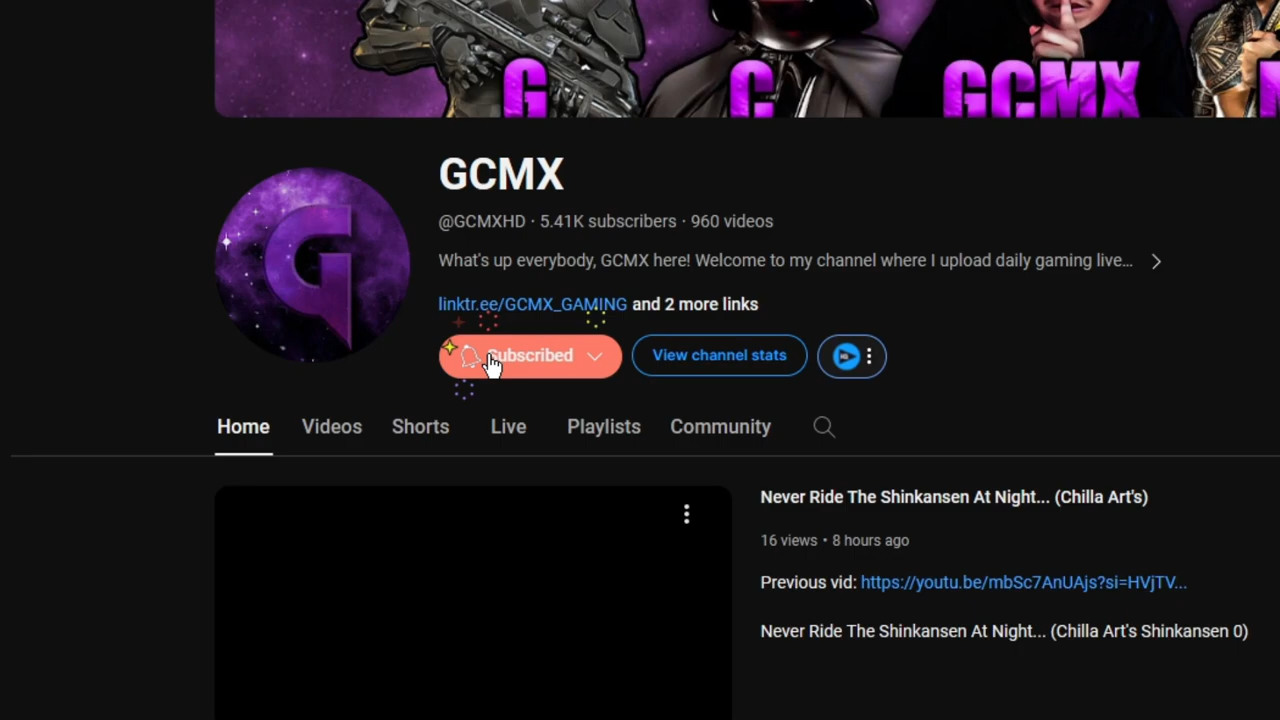 G C GCMX
GCMX
@GCMXHD · 5.41K subscribers · 960 videos
What's up everybody, GCMX here! Welcome to my channel where I upload daily gaming live...
linktr.ee/GCMX_GAMING and 2 more links
Subscribed View channel stats
Home Videos Shorts Live Playlists Community
Never Ride The Shinkansen At Night... (Chilla Art's)
16 views • 8 hours ago
Previous vid: https://youtu.be/mbSc7AnUAjs?si=HVjTV...
Never Ride The Shinkansen At Night... (Chilla Art's Shinkansen 0)